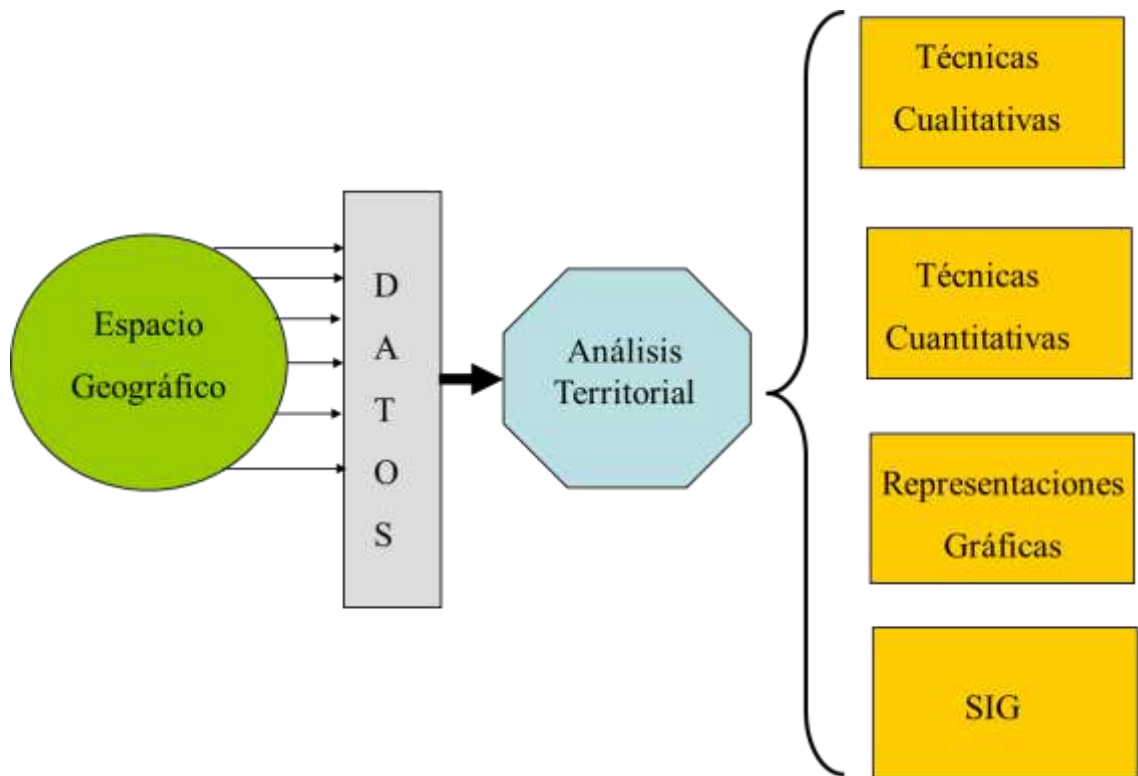 Espacio
Geográfico
D
A
T
O
S
Análisis
Territorial
Técnicas
Cualitativas
Técnicas
Cuantitativas
Representaciones
Gráficas
SIG